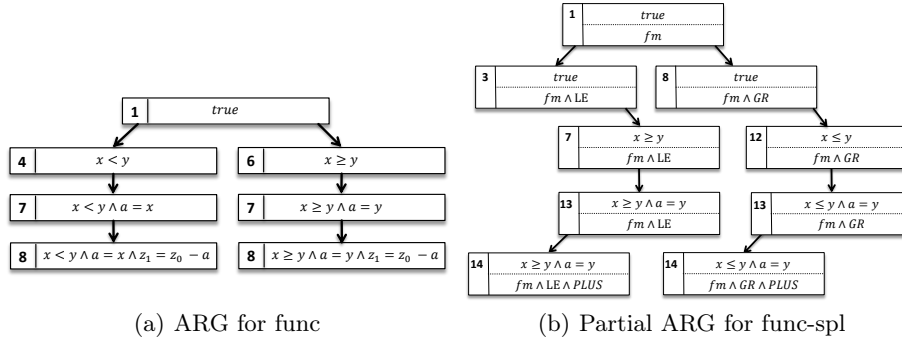 1 true
fm
3 true
fm ∧ LE
8 true
fm ∧ GR
1 true
7 x ≥ y
fm ∧ LE
12 x ≤ y
fm ∧ GR
4 x < y
6 x ≥ y
7 x < y ∧ a = x
7 x ≥ y ∧ a = y
13 x ≥ y ∧ a = y
fm ∧ LE
13 x ≤ y ∧ a = y
fm ∧ GR
8 x < y ∧ a = x ∧ z₁ = z₀ − a
8 x ≥ y ∧ a = y ∧ z₁ = z₀ − a
14 x ≥ y ∧ a = y
fm ∧ LE ∧ PLUS
14 x ≤ y ∧ a = y
fm ∧ GR ∧ PLUS
(a) ARG for func
(b) Partial ARG for func-spl